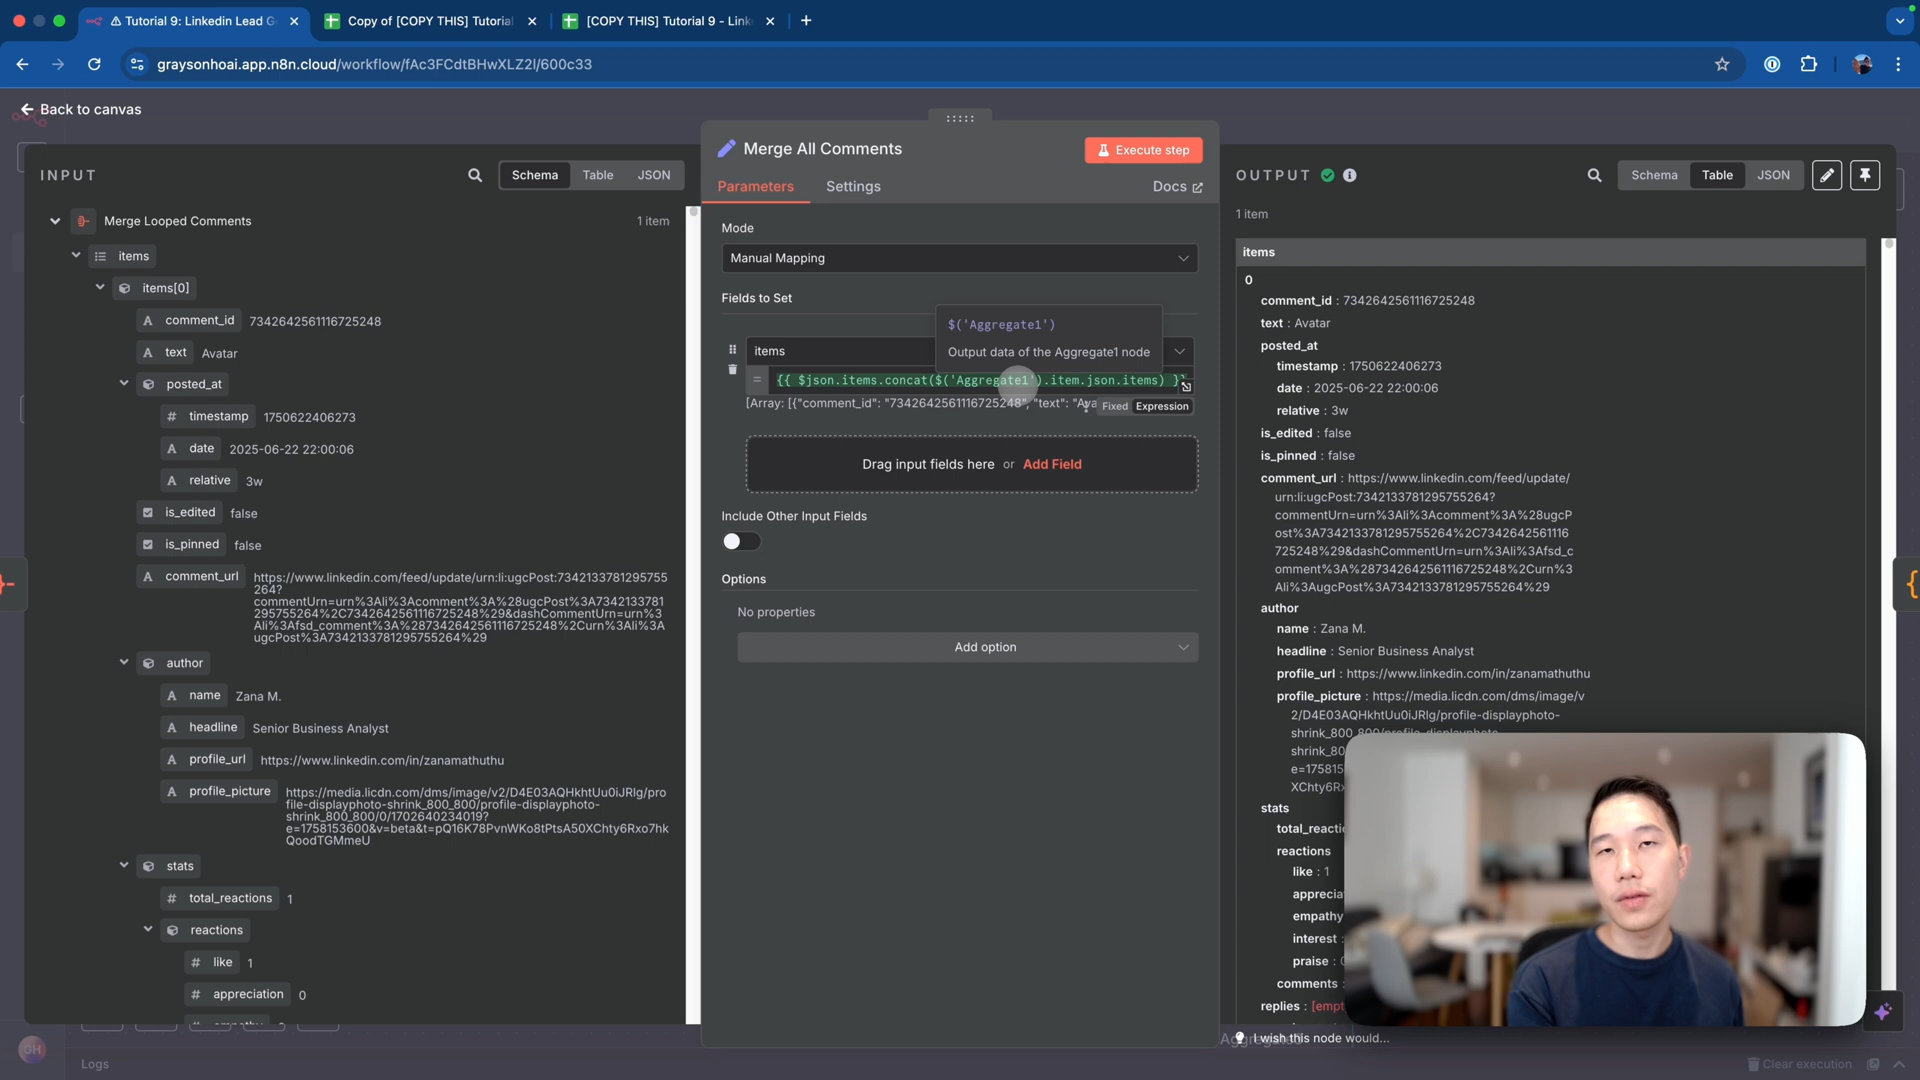 Tutorial 9: Linkedin Lead G
Copy of [COPY THIS] Tutorial
[COPY THIS] Tutorial 9 - Link
graysonhoai.app.n8n.cloud/workflow/fAc3FCdtBHwXLZ2l/600c33
Back to canvas
INPUT
Schema
Table
JSON
Merge Looped Comments
1 item
items
items[0]
A comment_id 7342642561116725248
A text Avatar
posted_at
# timestamp 1750622406273
A date 2025-06-22 22:00:06
A relative 3w
is_edited false
is_pinned false
A comment_url https://www.linkedin.com/feed/update/urn:li:ugcPost:7342133781295755
264?
commentUrn=urn%3Ali%3Acomment%3A%28ugcPost%3A7342133781
295755264%2C7342642561116725248%29&dashCommentUrn=urn%
3Ali%3Afsd_comment%3A%287342642561116725248%2Curn%3Ali%3A
ugcPost%3A7342133781295755264%29
author
A name Zana M.
A headline Senior Business Analyst
A profile_url https://www.linkedin.com/in/zanamathuthu
A profile_picture https://media.licdn.com/dms/image/v2/D4E03AQHkhtUu0iJRlg/pro
file-displayphoto-shrink_800_800/profile-displayphoto-
shrink_800_800/0/1702640234019?
e=1758153600&v=beta&t=pQ16K78PvnWKo8tPtsA50XChty6Rxo7hk
QoodTGMmeU
stats
# total_reactions 1
reactions
# like 1
# appreciation 0
Merge All Comments
Execute step
Parameters
Settings
Docs
Mode
Manual Mapping
Fields to Set
$('Aggregate1')
Output data of the Aggregate1 node
items
= {{ $json.items.concat($('Aggregate1').item.json.items) }}
[Array: [{"comment_id": "7342642561116725248", "text": "Ava
Fixed
Expression
Drag input fields here or Add Field
Include Other Input Fields
Options
No properties
Add option
I wish this node would...
OUTPUT
Schema
Table
JSON
1 item
items
0
comment_id : 7342642561116725248
text : Avatar
posted_at
timestamp : 1750622406273
date : 2025-06-22 22:00:06
relative : 3w
is_edited : false
is_pinned : false
comment_url : https://www.linkedin.com/feed/update/
urn:li:ugcPost:7342133781295755264?
commentUrn=urn%3Ali%3Acomment%3A%28ugcP
ost%3A7342133781295755264%2C7342642561116
725248%29&dashCommentUrn=urn%3Ali%3Afsd_c
omment%3A%287342642561116725248%2Curn%3
Ali%3AugcPost%3A7342133781295755264%29
author
name : Zana M.
headline : Senior Business Analyst
profile_url : https://www.linkedin.com/in/zanamathuthu
profile_picture : https://media.licdn.com/dms/image/v
2/D4E03AQHkhtUu0iJRlg/profile-displayphoto-
shrink_800_800/profile-displayphoto-
shrink_80
e=1758153
XChty6Rx
stats
total_reactio
reactions
like : 1
apprecia
empathy
interest :
praise : 0
comments :
replies : [empt
GH
Logs
Clear execution